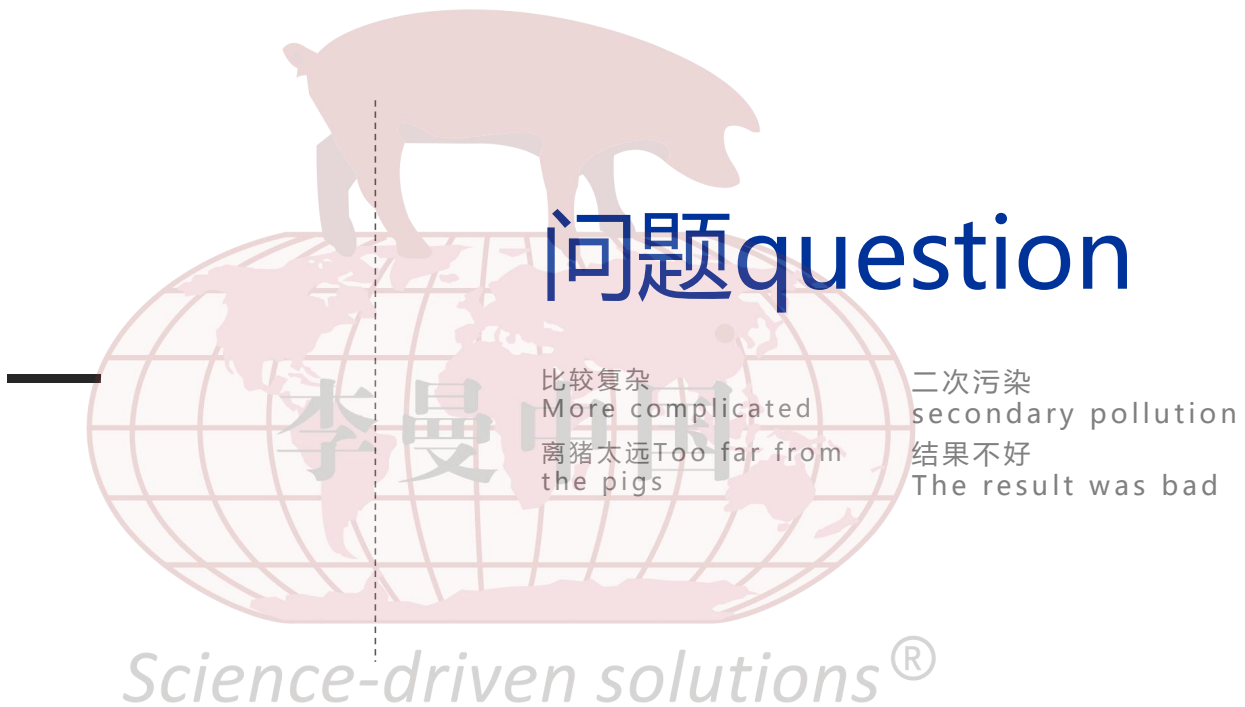 问题question
比较复杂
More complicated
离猪太远Too far from
the pigs
二次污染
secondary pollution
结果不好
The result was bad
李曼中国
Science-driven solutions®